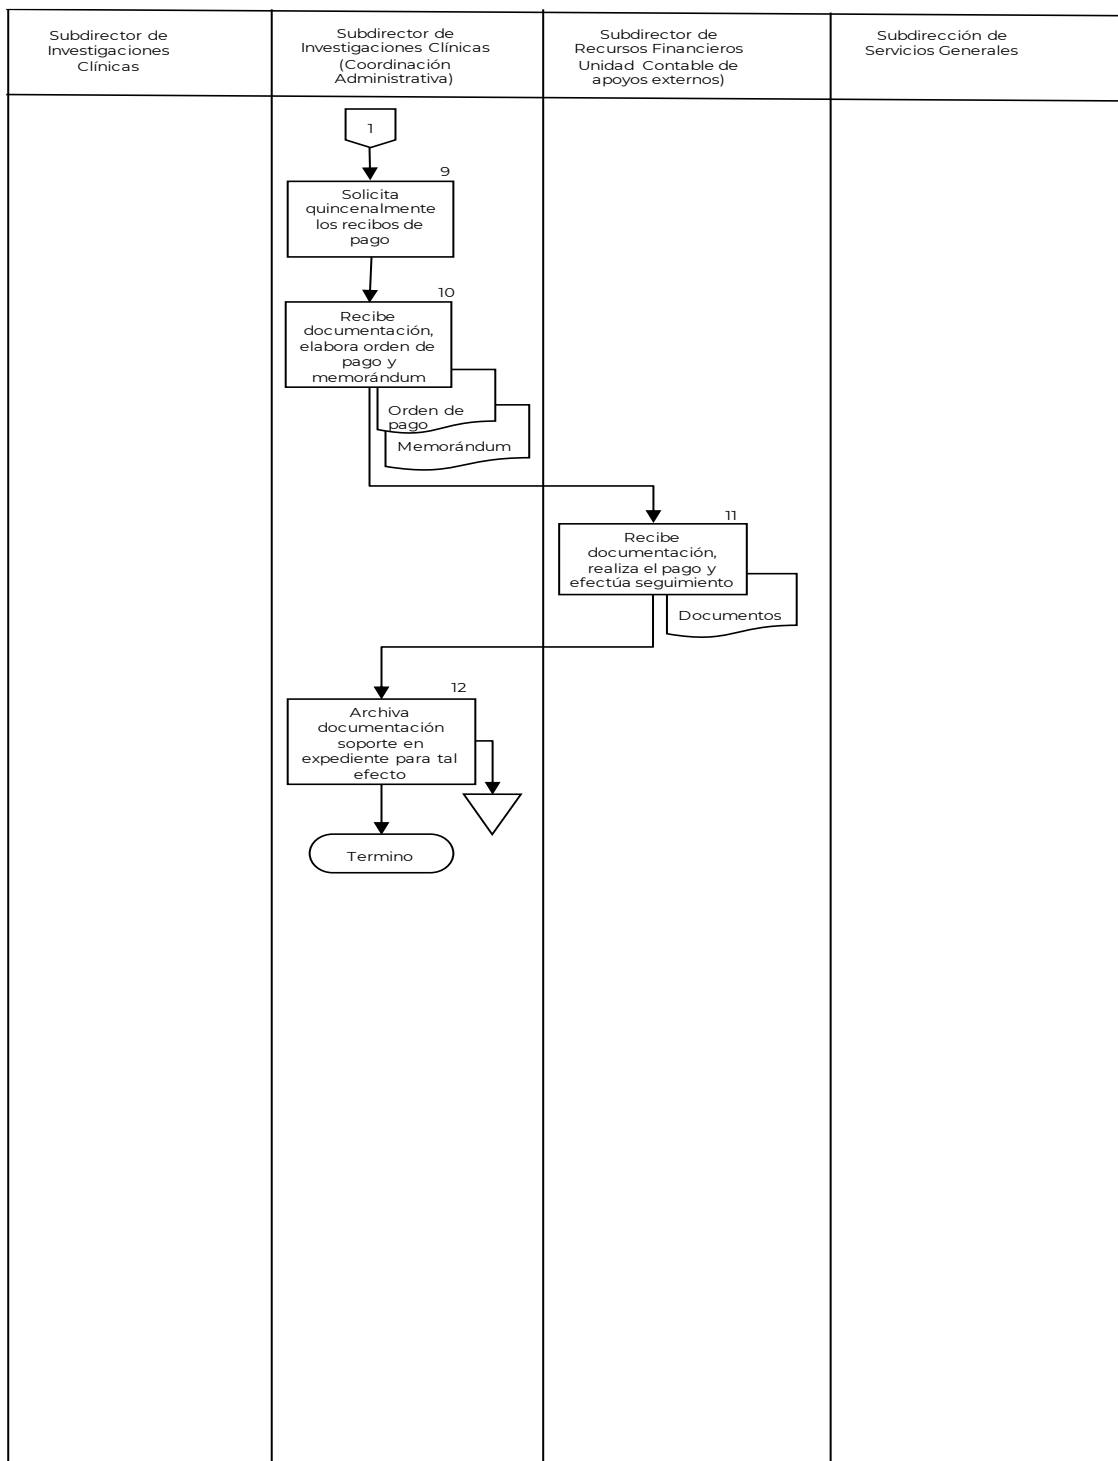 Subdirector de
Investigaciones
Clínicas
Subdirector de
Investigaciones Clínicas
(Coordinación
Administrativa)
Subdirector de
Recursos Financieros
Unidad Contable de
apoyos externos)
Subdirección de
Servicios Generales
1
9
Solicita
quincenalmente
los recibos de
pago
10
Recibe
documentación,
elabora orden de
pago y
memorándum
Orden de
pago
Memorándum
11
Recibe
documentación,
realiza el pago y
efectúa seguimiento
Documentos
12
Archiva
documentación
soporte en
expediente para tal
efecto
Termino